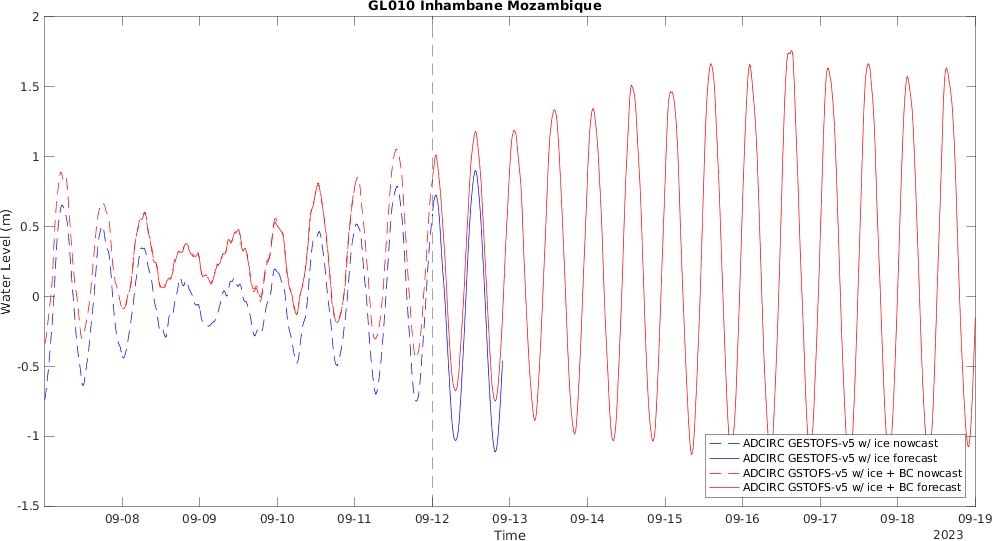 GL010 Inhambane Mozambique
2
1.5
1
0.5
0
-0.5
-1
-1.5
Water Level (m)
ADCIRC GESTOFS-v5 w/ ice nowcast
ADCIRC GESTOFS-v5 w/ ice forecast
ADCIRC GSTOFS-v5 w/ ice + BC nowcast
ADCIRC GSTOFS-v5 w/ ice + BC forecast
09-08 09-09 09-10 09-11 09-12 09-13 09-14 09-15 09-16 09-17 09-18 09-19
Time
2023